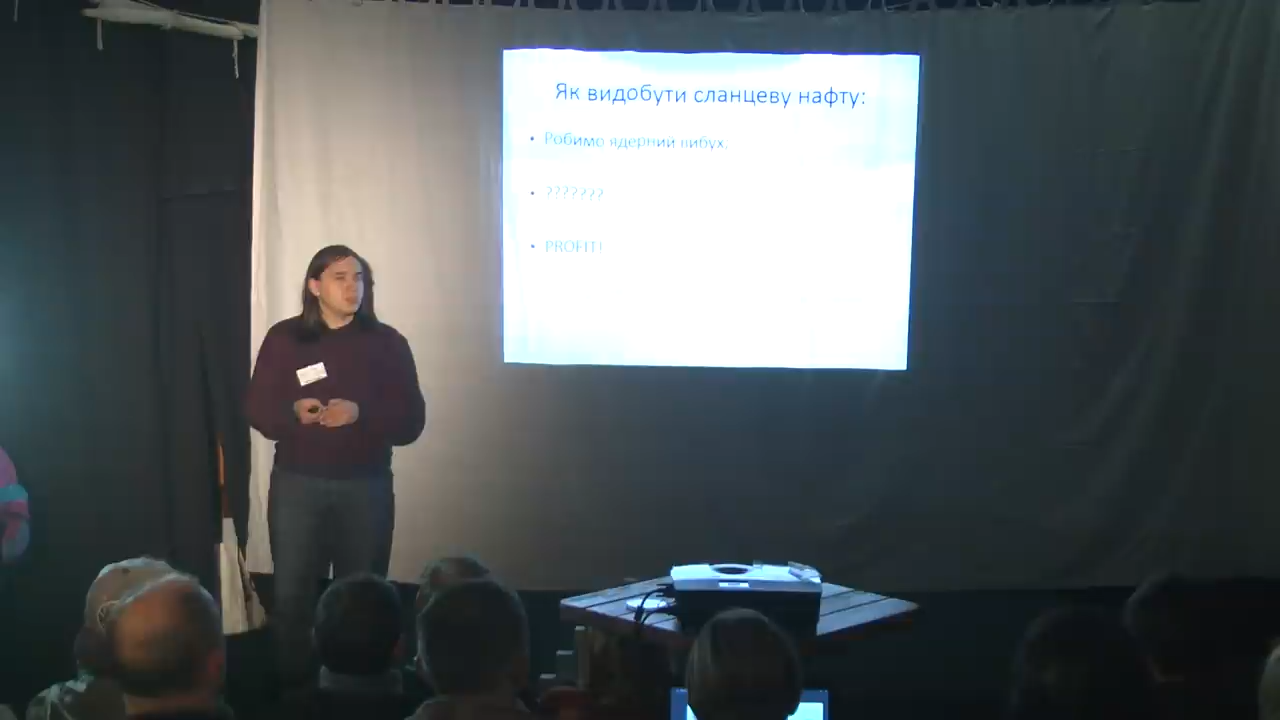 Як видобути сланцеву нафту:
• Робимо ядерний вибух.
• ???????
• PROFIT!